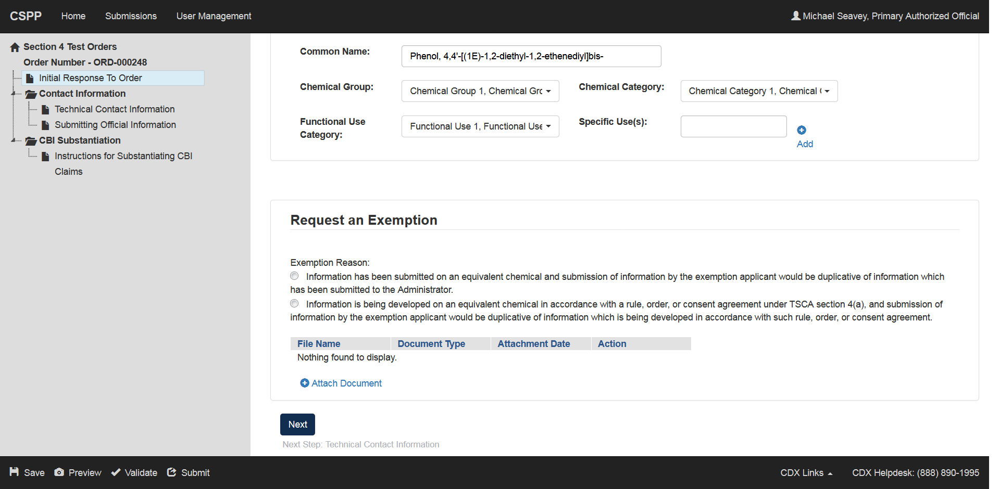 CSPP Home Submissions User Management Michael Seavey, Primary Authorized Official
Section 4 Test Orders
Order Number - ORD-000248
Initial Response To Order
Contact Information
Technical Contact Information
Submitting Official Information
CBI Substantiation
Instructions for Substantiating CBI
Claims
Common Name: Phenol, 4,4'-[(1E)-1,2-diethyl-1,2-ethenediyl]bis-
Chemical Group: Chemical Group 1, Chemical Grc Chemical Category: Chemical Category 1, Chemical (
Functional Use
Category: Functional Use 1, Functional Use Specific Use(s):
Add
Request an Exemption
Exemption Reason:
Information has been submitted on an equivalent chemical and submission of information by the exemption applicant would be duplicative of information which
has been submitted to the Administrator.
Information is being developed on an equivalent chemical in accordance with a rule, order, or consent agreement under TSCA section 4(a), and submission of
information by the exemption applicant would be duplicative of information which is being developed in accordance with such rule, order, or consent agreement.
File Name Document Type Attachment Date Action
Nothing found to display.
Attach Document
Next
Next Step: Technical Contact Information
Save Preview Validate Submit CDX Links CDX Helpdesk: (888) 890-1995